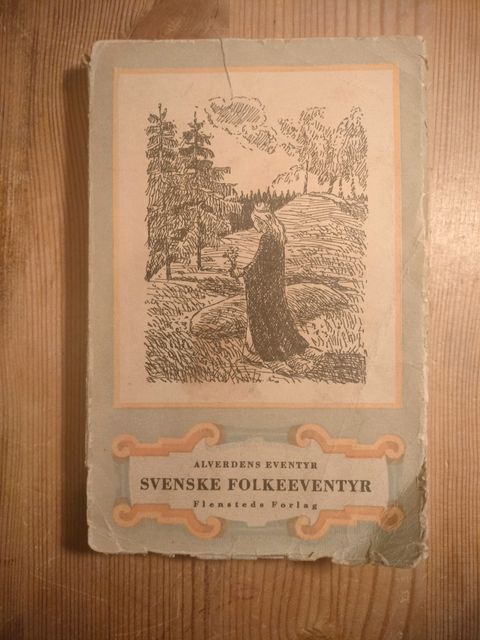 ALVERDENS EVENTYR
SVENSKE FOLKEEVENTYR
Flensteds Forlag